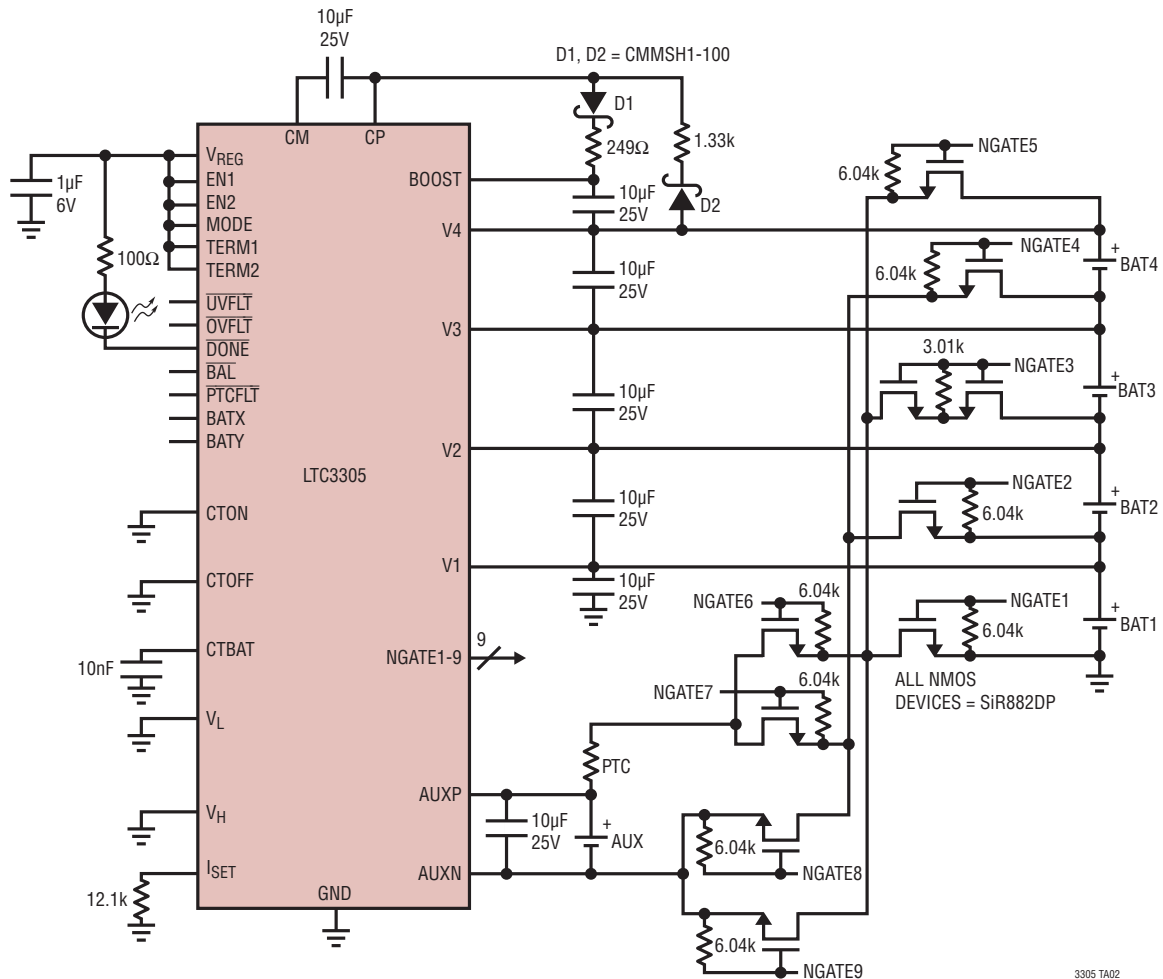 10µF
25V
D1, D2 = CMMSH1-100
D1
249Ω
1.33k
D2
CM
CP
VREG
EN1
EN2
MODE
TERM1
TERM2
UVFLT
OVFLT
DONE
BAL
PTCFLT
BATX
BATY
CTON
CTOFF
CTBAT
VL
VH
ISET
LTC3305
GND
BOOST
V4
V3
V2
V1
NGATE1-9
AUXP
AUXN
1µF
6V
100Ω
10nF
12.1k
10µF
25V
10µF
25V
10µF
25V
10µF
25V
10µF
25V
9
NGATE5
6.04k
NGATE4
6.04k
+
BAT4
3.01k
NGATE3
+
BAT3
NGATE2
6.04k
+
BAT2
6.04k
NGATE6
NGATE1
6.04k
+
BAT1
ALL NMOS
DEVICES = SiR882DP
6.04k
NGATE7
PTC
10µF
25V
+
AUX
6.04k
NGATE8
6.04k
NGATE9
3305 TA02